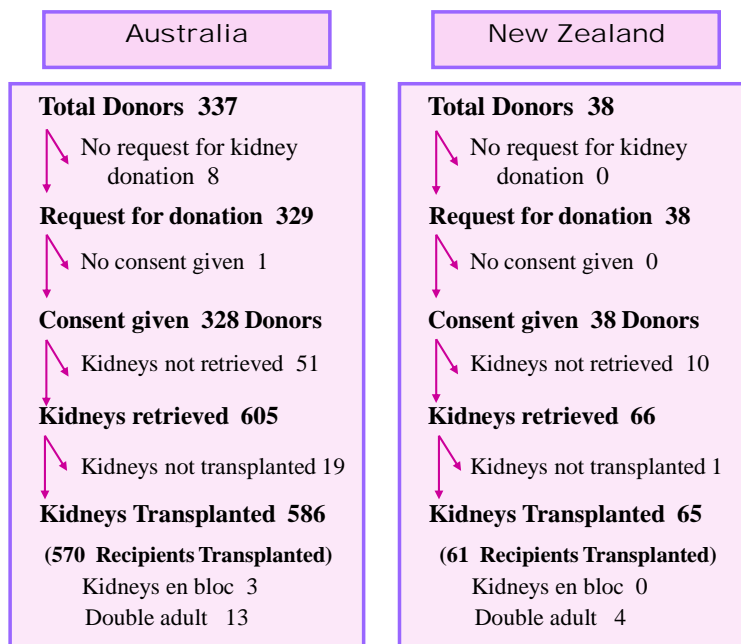 Australia
Total Donors 337
No request for kidney
donation 8
Request for donation 329
No consent given 1
Consent given 328 Donors
Kidneys not retrieved 51
Kidneys retrieved 605
Kidneys not transplanted 19
Kidneys Transplanted 586
(570 Recipients Transplanted)
Kidneys en bloc 3
Double adult 13
New Zealand
Total Donors 38
No request for kidney
donation 0
Request for donation 38
No consent given 0
Consent given 38 Donors
Kidneys not retrieved 10
Kidneys retrieved 66
Kidneys not transplanted 1
Kidneys Transplanted 65
(61 Recipients Transplanted)
Kidneys en bloc 0
Double adult 4